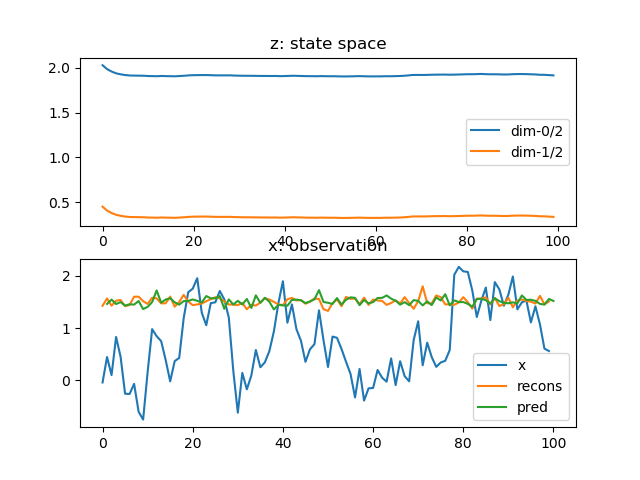 z: state space
2.0
1.5
1.0
0.5
dim-0/2
dim-1/2
0 20 40 60 80 100
x: observation
2
1
0
x
recons
pred
0 20 40 60 80 100